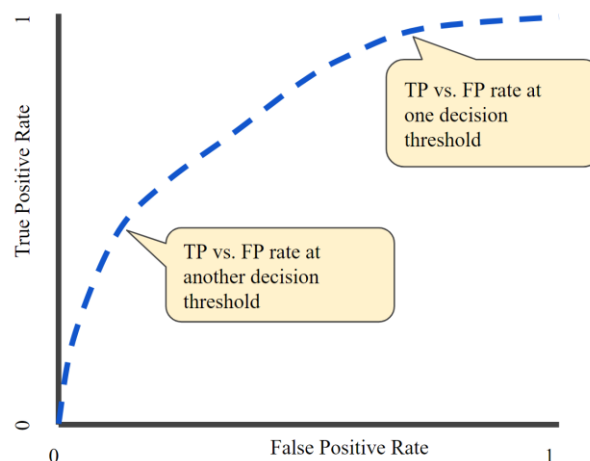 1
True Positive Rate
0
TP vs. FP rate at
one decision
threshold
TP vs. FP rate at
another decision
threshold
0
False Positive Rate
1